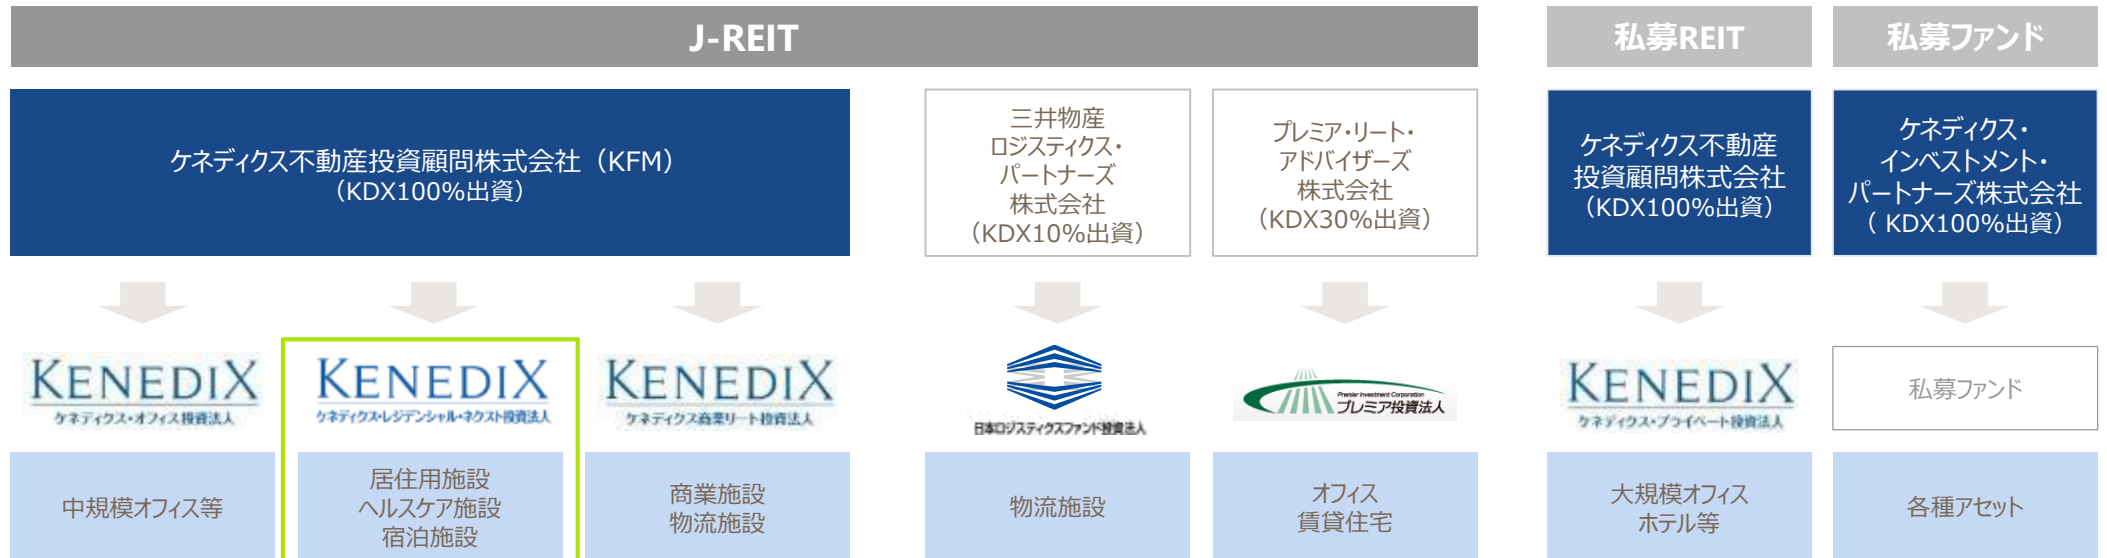 J-REIT
私募REIT
私募ファンド
ケネディクス不動産投資顧問株式会社（KFM）
（KDX100%出資）
三井物産
ロジスティクス・
パートナーズ
株式会社
（KDX10%出資）
プレミア・リート・
アドバイザーズ
株式会社
（KDX30%出資）
ケネディクス不動産
投資顧問株式会社
（KDX100%出資）
ケネディクス・
インベストメント・
パートナーズ株式会社
（ KDX100%出資）
KENEDIX
ケネディクス・オフィス投資法人
KENEDIX
ケネディクス・レジデンシャル・ネクスト投資法人
KENEDIX
ケネディクス商業リート投資法人
日本ロジスティクスファンド投資法人
Premier Investment Corporation
プレミア投資法人
KENEDIX
ケネディクス・プライベート投資法人
私募ファンド
中規模オフィス等
居住用施設
ヘルスケア施設
宿泊施設
商業施設
物流施設
物流施設
オフィス
賃貸住宅
大規模オフィス
ホテル等
各種アセット